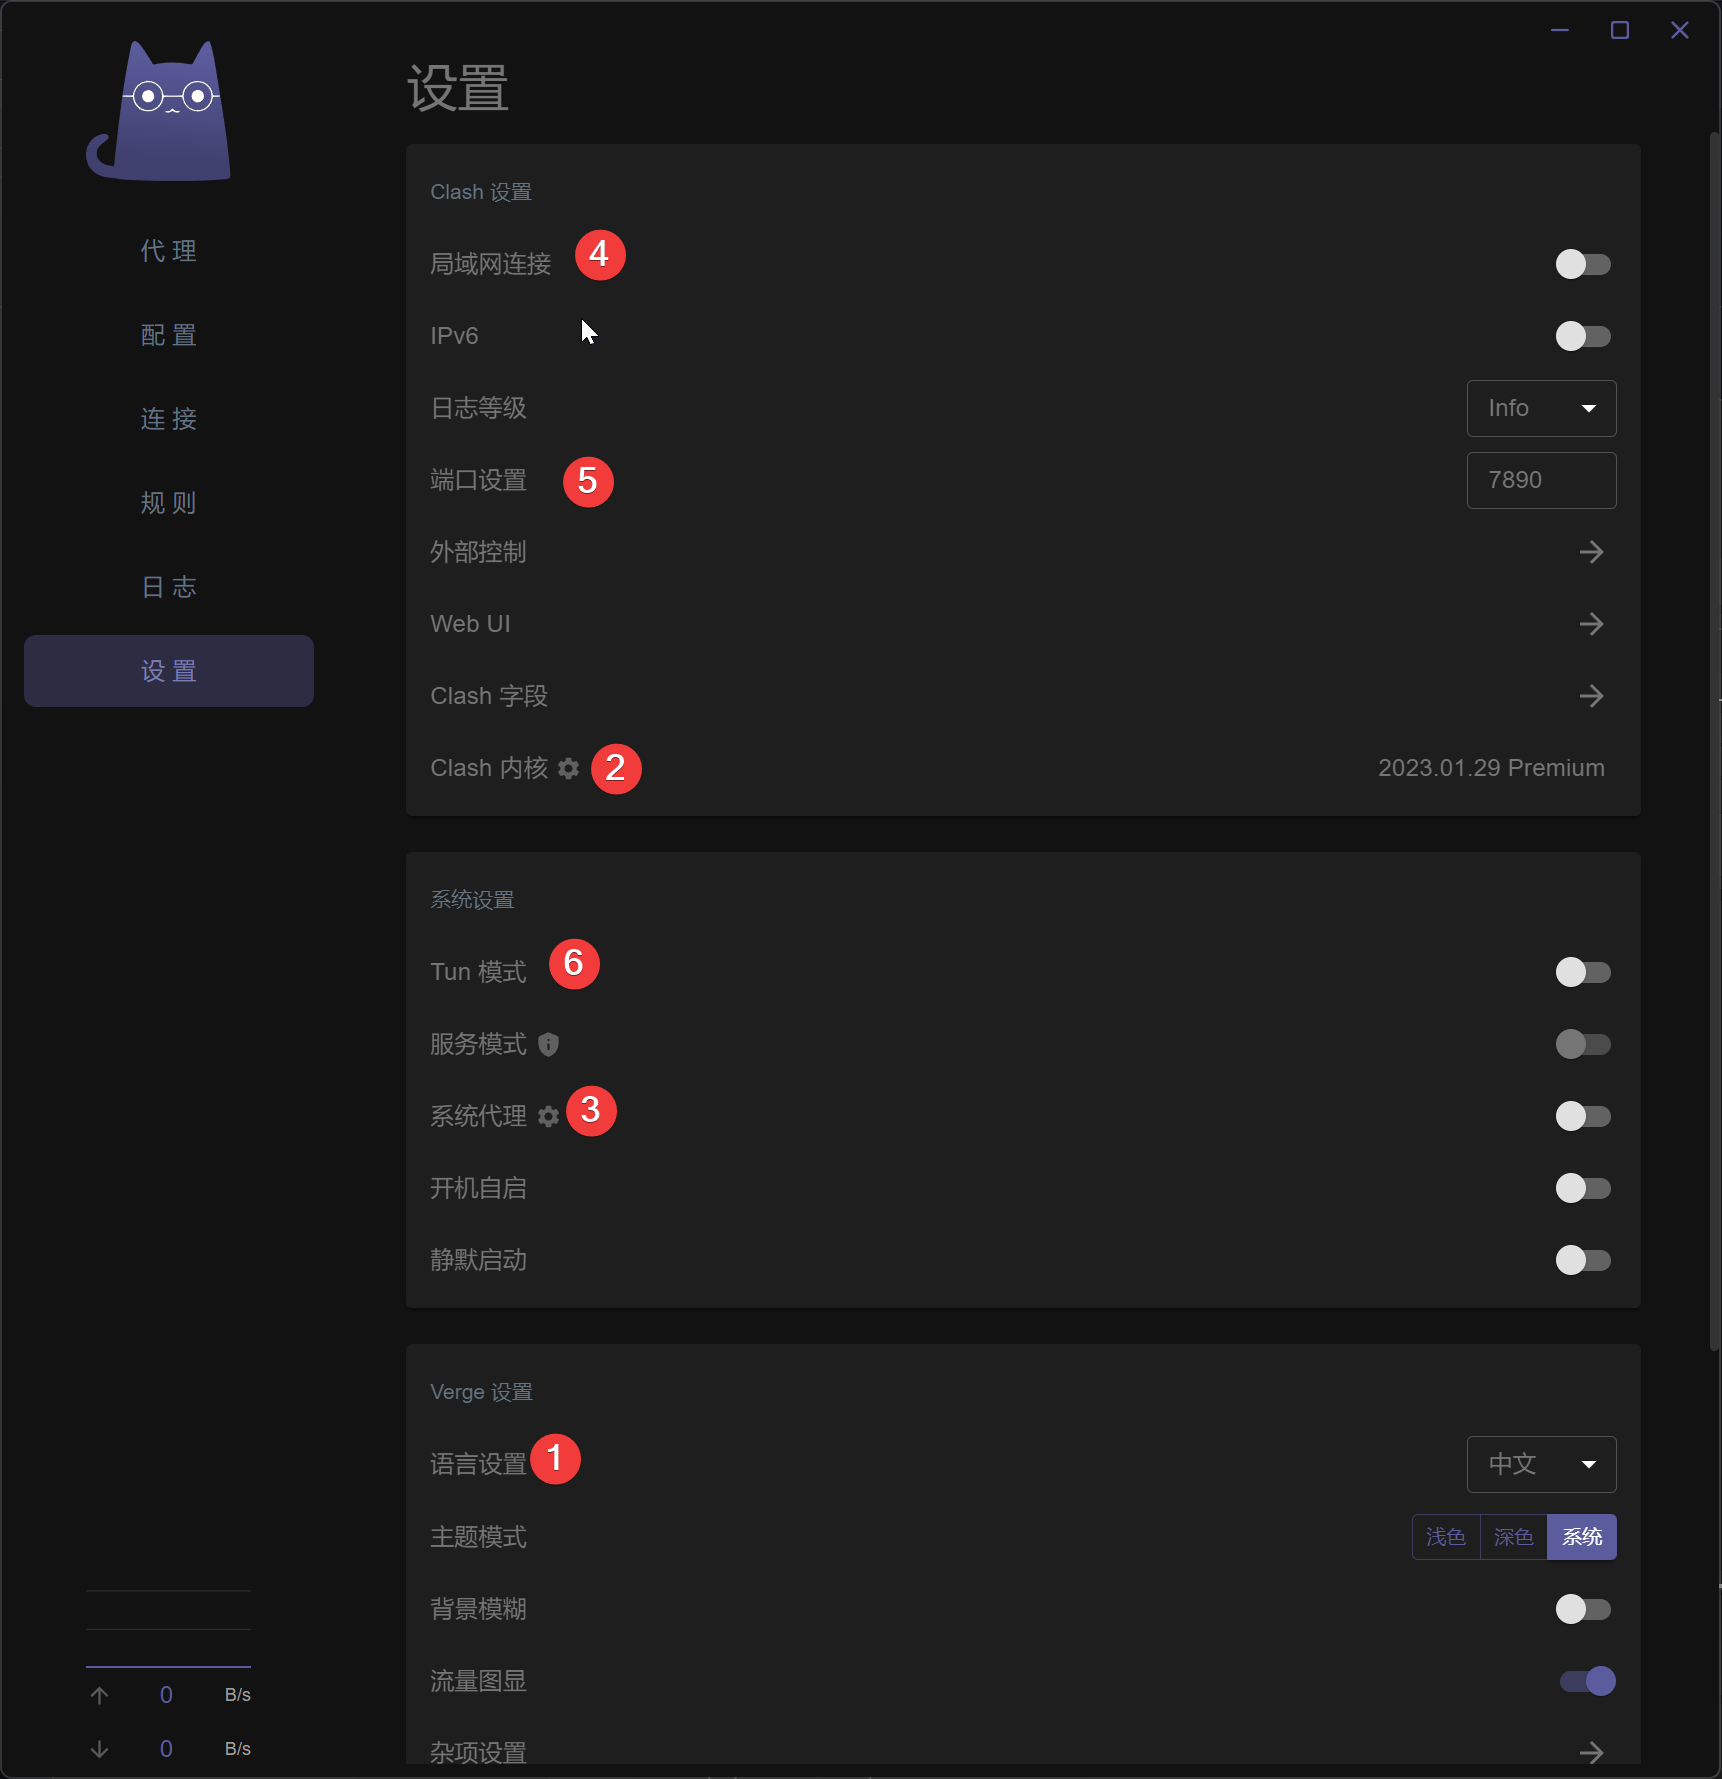 设置
代 理
配 置
连 接
规 则
日 志
设 置
0 B/s
0 B/s
Clash 设置
局域网连接 4
IPv6
日志等级 Info
端口设置 5 7890
外部控制
Web UI
Clash 字段
Clash 内核 2 2023.01.29 Premium
系统设置
Tun 模式 6
服务模式
系统代理 3
开机自启
静默启动
Verge 设置
语言设置 1 中文
主题模式 浅色 深色 系统
背景模糊
流量图显
杂项设置